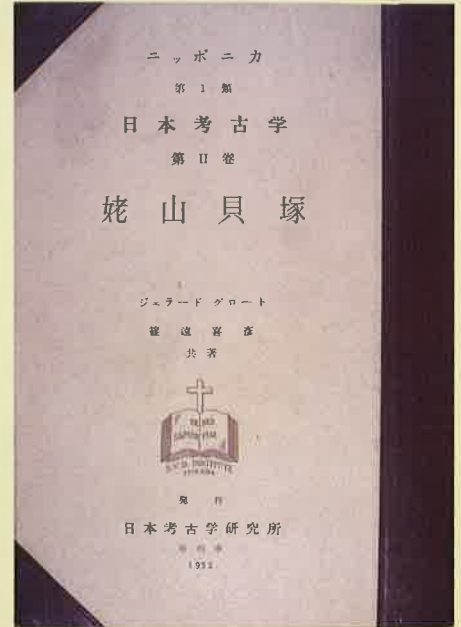 ニッポニカ
第 1 類
日本考古学
第 II 巻
姥山貝塚
ジェラード グロート
篠遠喜彦
共著
S.V.D. INSTITUTE
発行
日本考古学研究所
1952